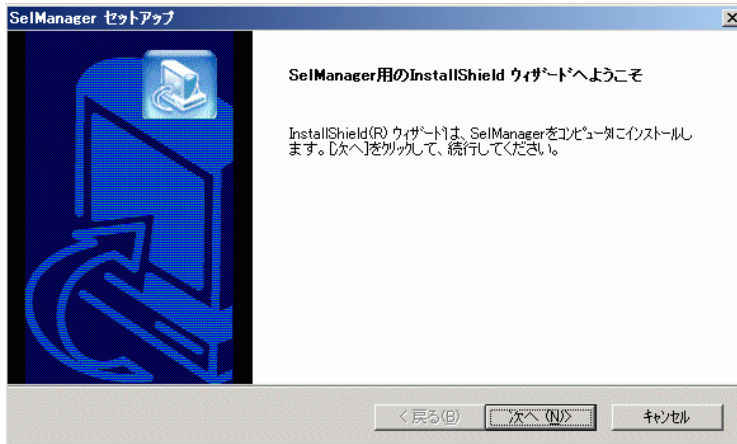 SelManager セットアップ
SelManager用のInstallShield ウィザードへようこそ
InstallShield(R) ウィザードは、SelManagerをコンピュータにインストールし
ます。[次へ]をクリックして、続行してください。
< 戻る(B)
次へ (N)>
キャンセル